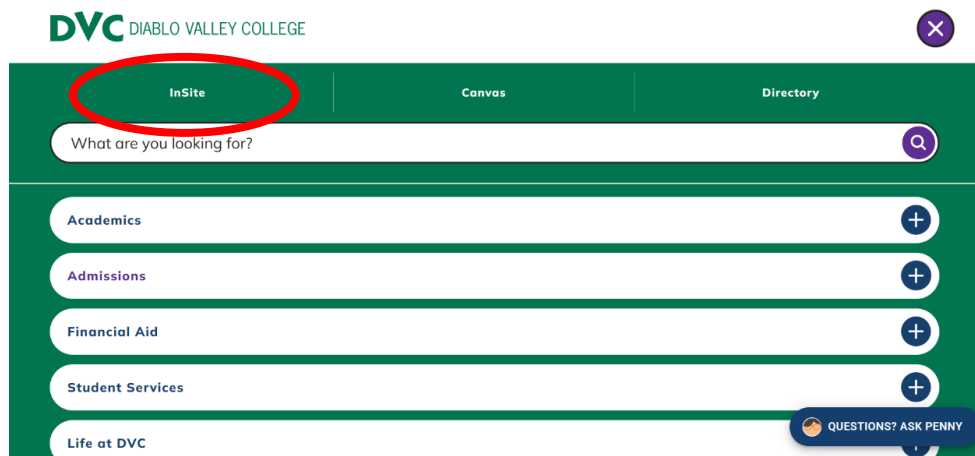 DVC DIABLO VALLEY COLLEGE
InSite Canvas Directory
What are you looking for?
Academics
Admissions
Financial Aid
Student Services
QUESTIONS? ASK PENNY
Life at DVC